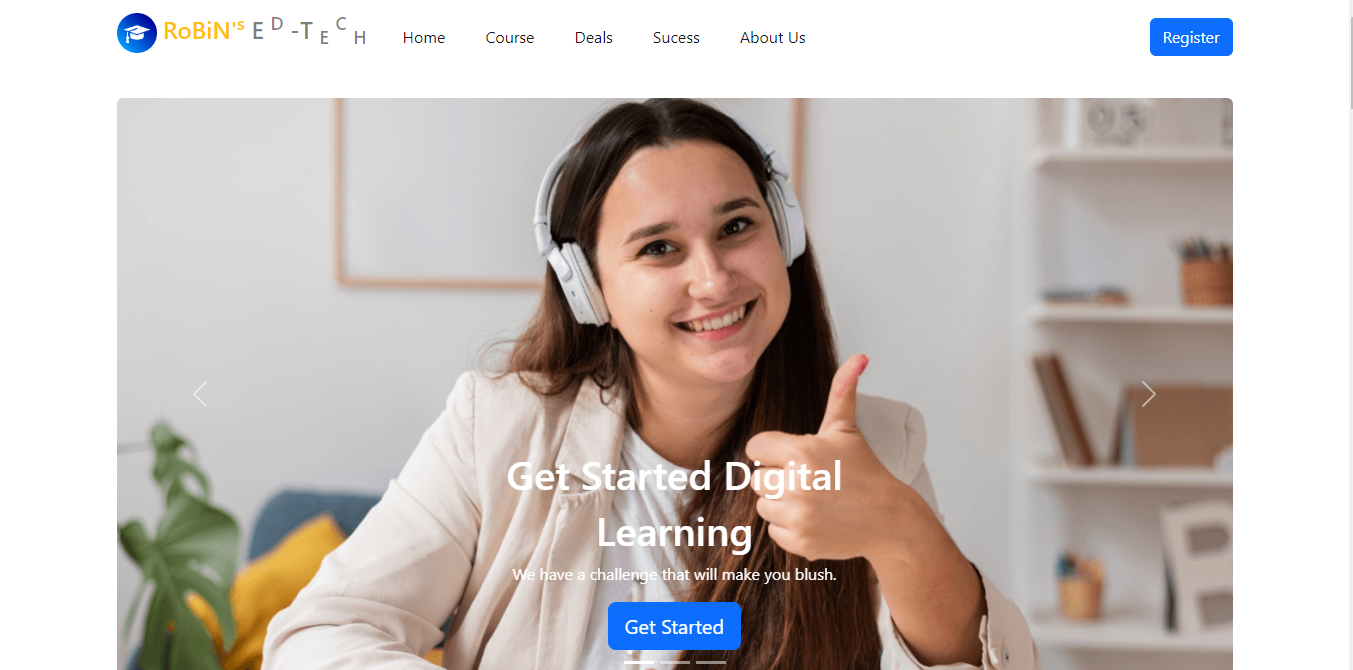 RoBiN's ED-TECH Home Course Deals Sucess About Us Register
Get Started Digital
Learning
We have a challenge that will make you blush.
Get Started